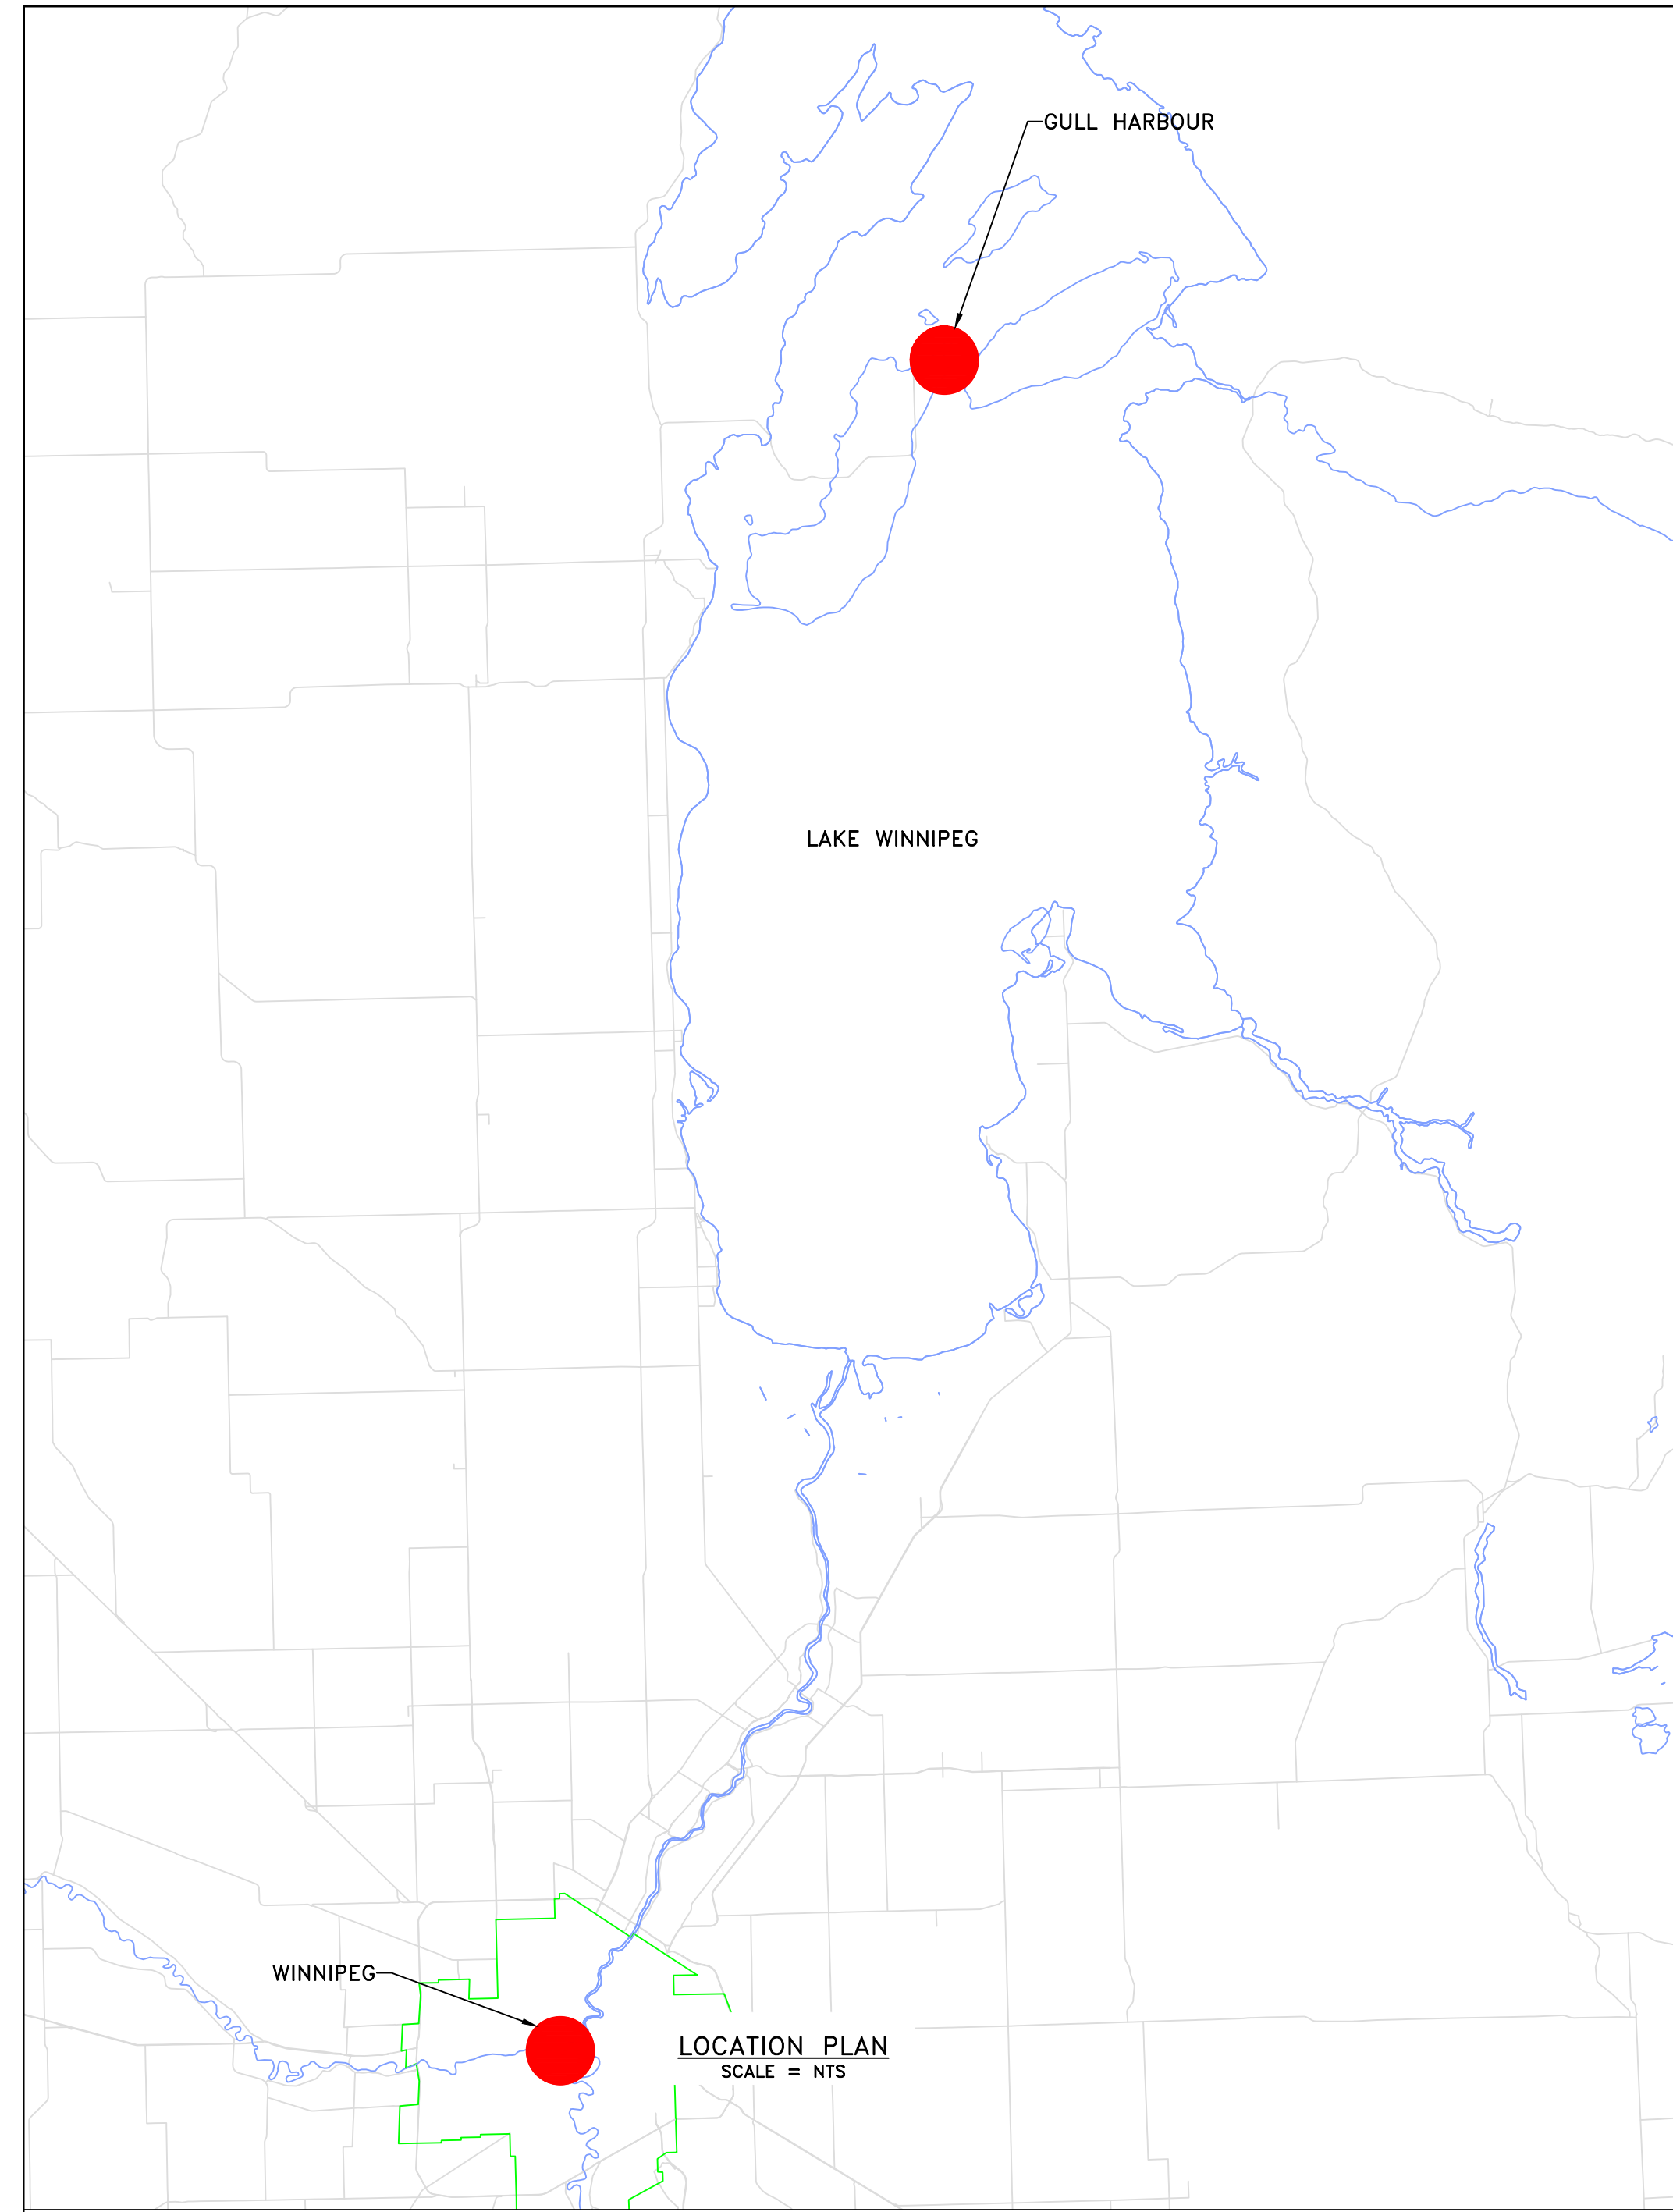 GULL HARBOUR
LAKE WINNIPEG
WINNIPEG
LOCATION PLAN
SCALE = NTS